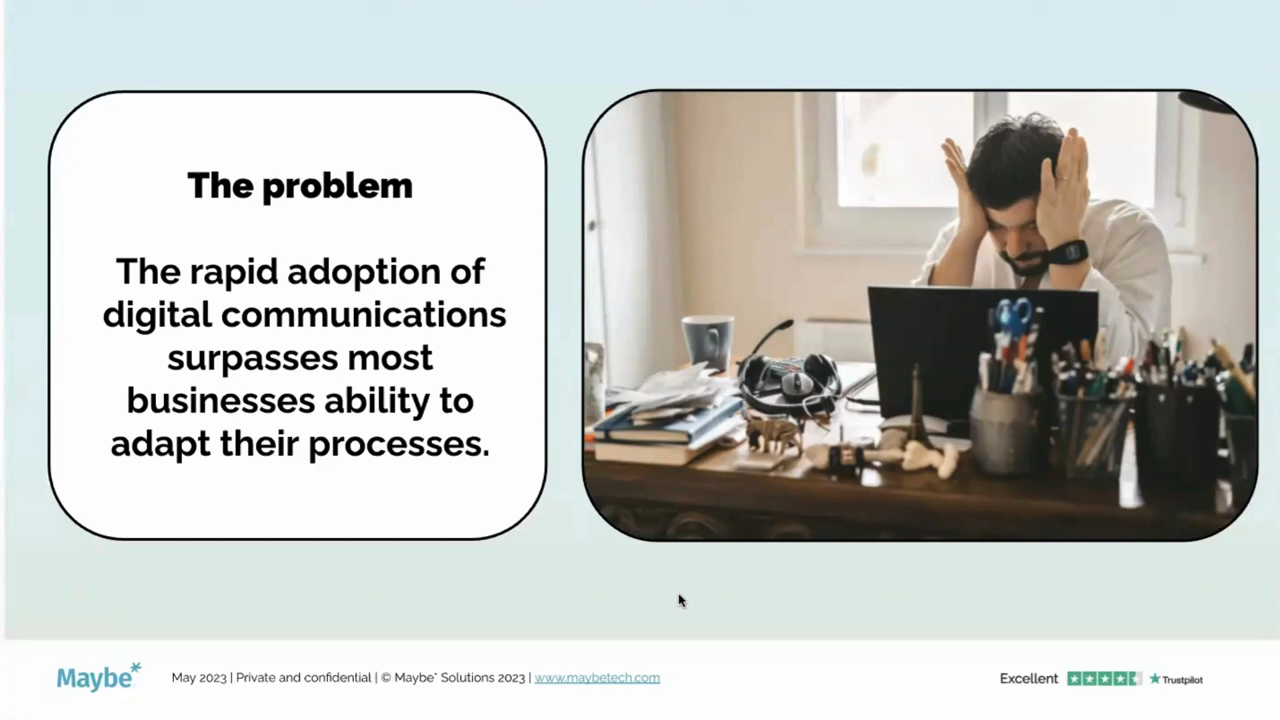 The problem
The rapid adoption of
digital communications
surpasses most
businesses ability to
adapt their processes.
Maybe*
May 2023 | Private and confidential | © Maybe* Solutions 2023 | www.maybetech.com
Excellent
Trustpilot